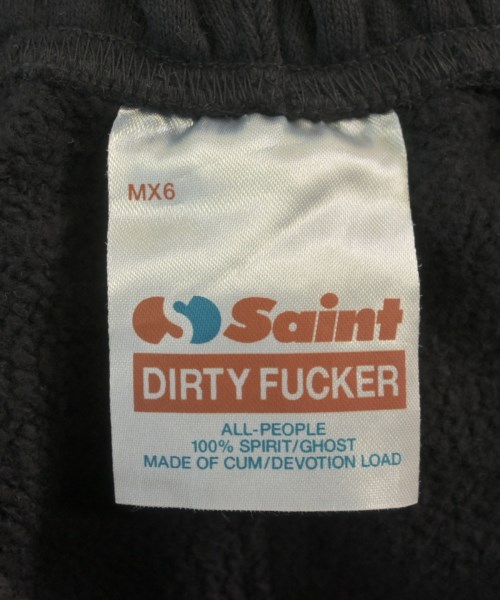 MX6
Saint
DIRTY FUCKER
ALL-PEOPLE
100% SPIRIT/GHOST
MADE OF CUM/DEVOTION LOAD